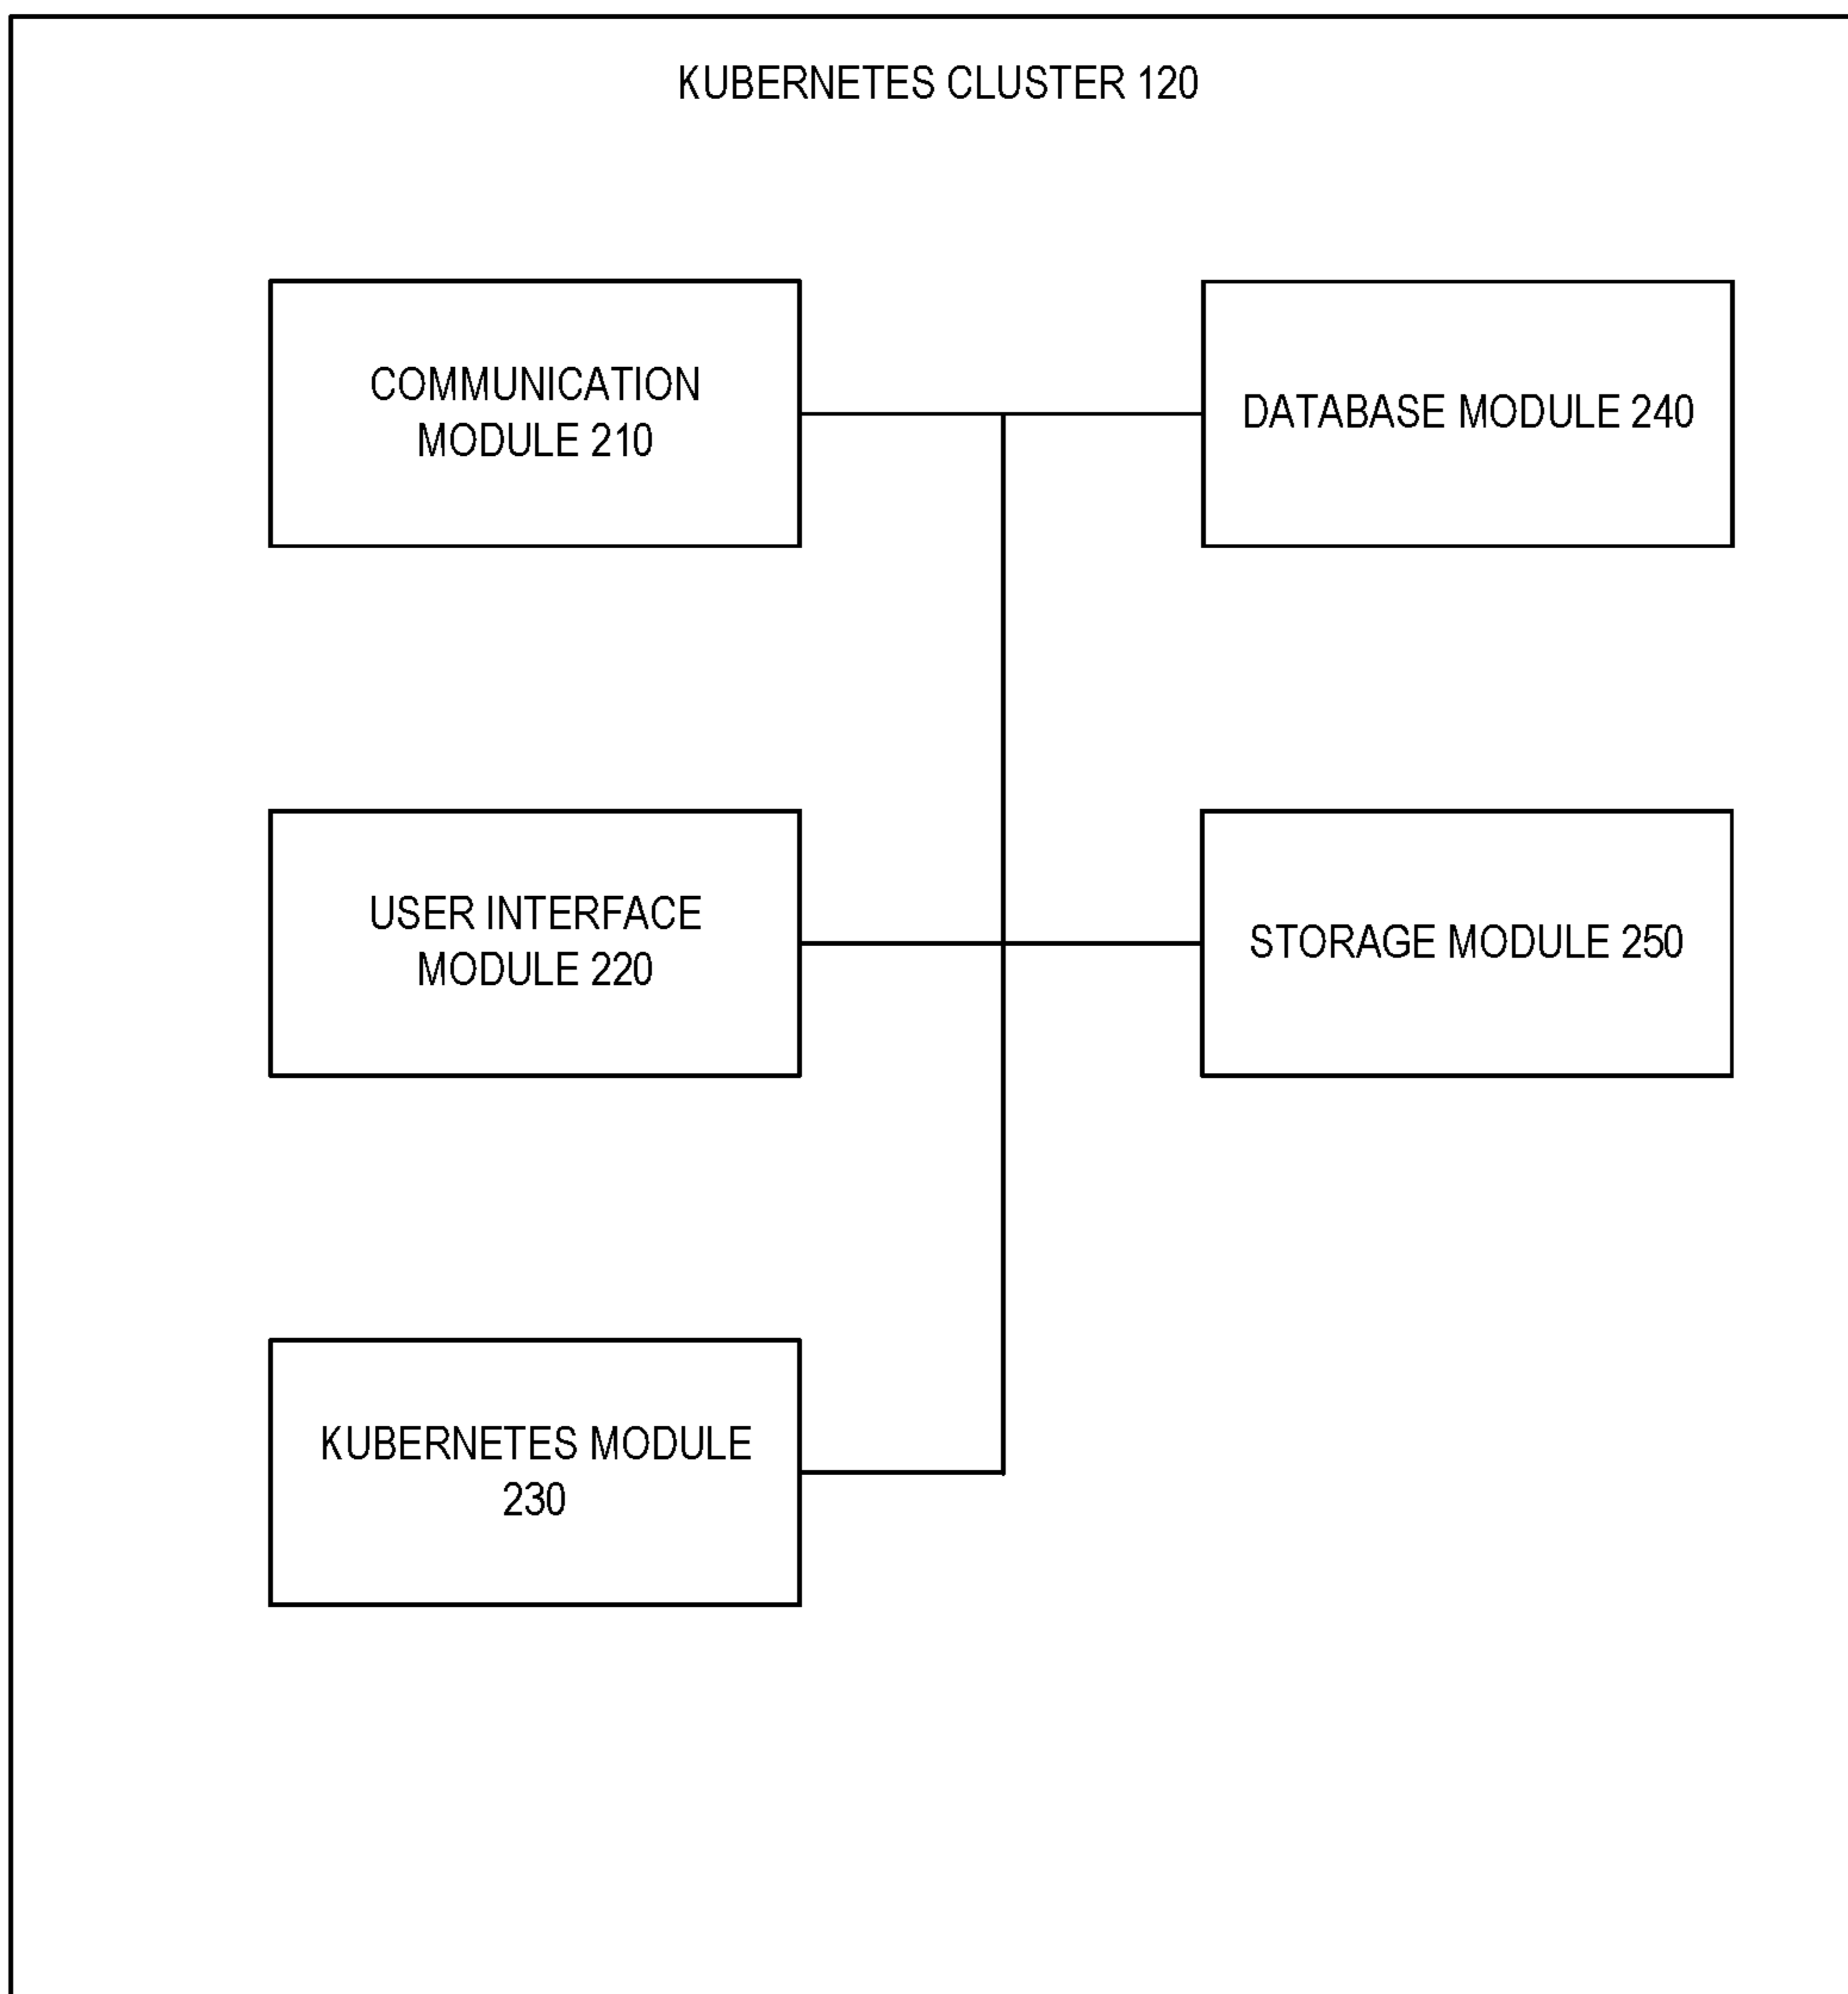 KUBERNETES CLUSTER 120
COMMUNICATION
MODULE 210
DATABASE MODULE 240
USER INTERFACE
MODULE 220
STORAGE MODULE 250
KUBERNETES MODULE
230